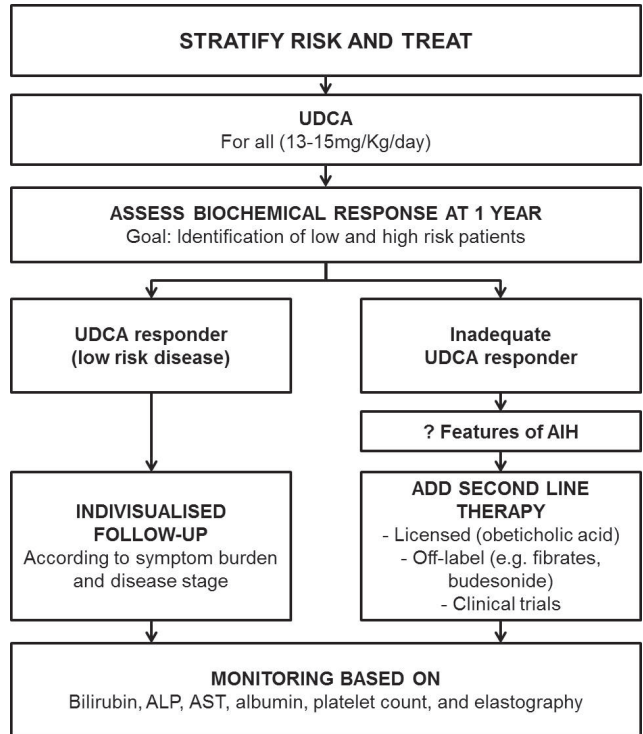 STRATIFY RISK AND TREAT
UDCA
For all (13-15mg/Kg/day)
ASSESS BIOCHEMICAL RESPONSE AT 1 YEAR
Goal: Identification of low and high risk patients
UDCA responder
(low risk disease)
Inadequate
UDCA responder
? Features of AIH
INDIVISUALISED
FOLLOW-UP
According to symptom burden
and disease stage
ADD SECOND LINE
THERAPY
- Licensed (obeticholic acid)
- Off-label (e.g. fibrates,
budesonide)
- Clinical trials
MONITORING BASED ON
Bilirubin, ALP, AST, albumin, platelet count, and elastography